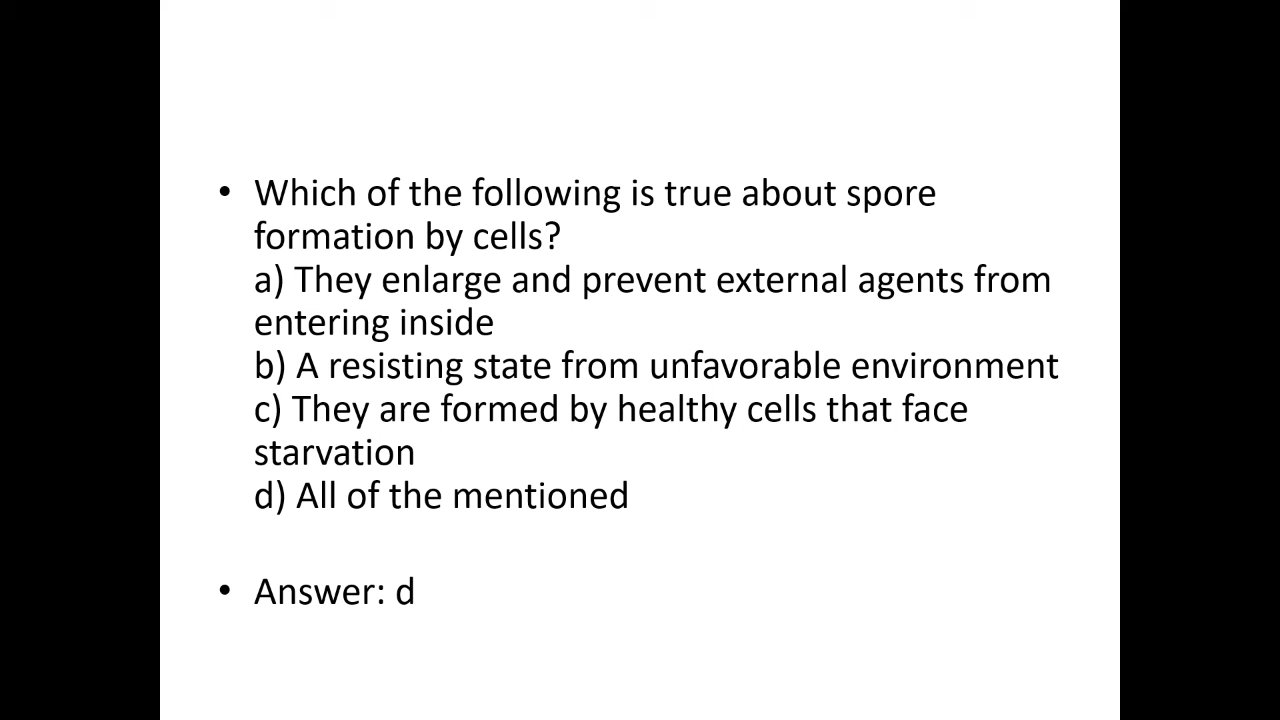 • Which of the following is true about spore
formation by cells?
a) They enlarge and prevent external agents from
entering inside
b) A resisting state from unfavorable environment
c) They are formed by healthy cells that face
starvation
d) All of the mentioned
• Answer: d